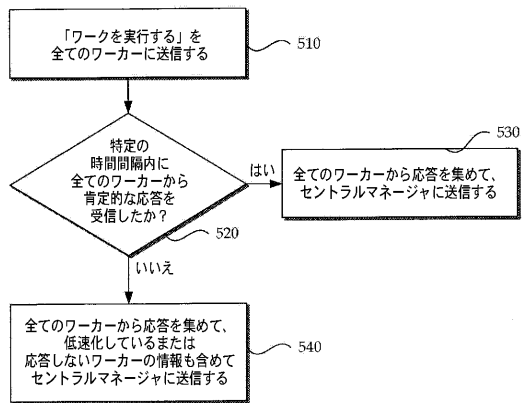 「ワークを実行する」を
全てのワーカーに送信する
510
特定の
時間間隔内に
全てのワーカーから
肯定的な応答を
受信したか？
520
はい
530
全てのワーカーから応答を集めて、
セントラルマネージャに送信する
いいえ
全てのワーカーから応答を集めて、
低速化しているまたは
応答しないワーカーの情報も含めて
セントラルマネージャに送信する
540